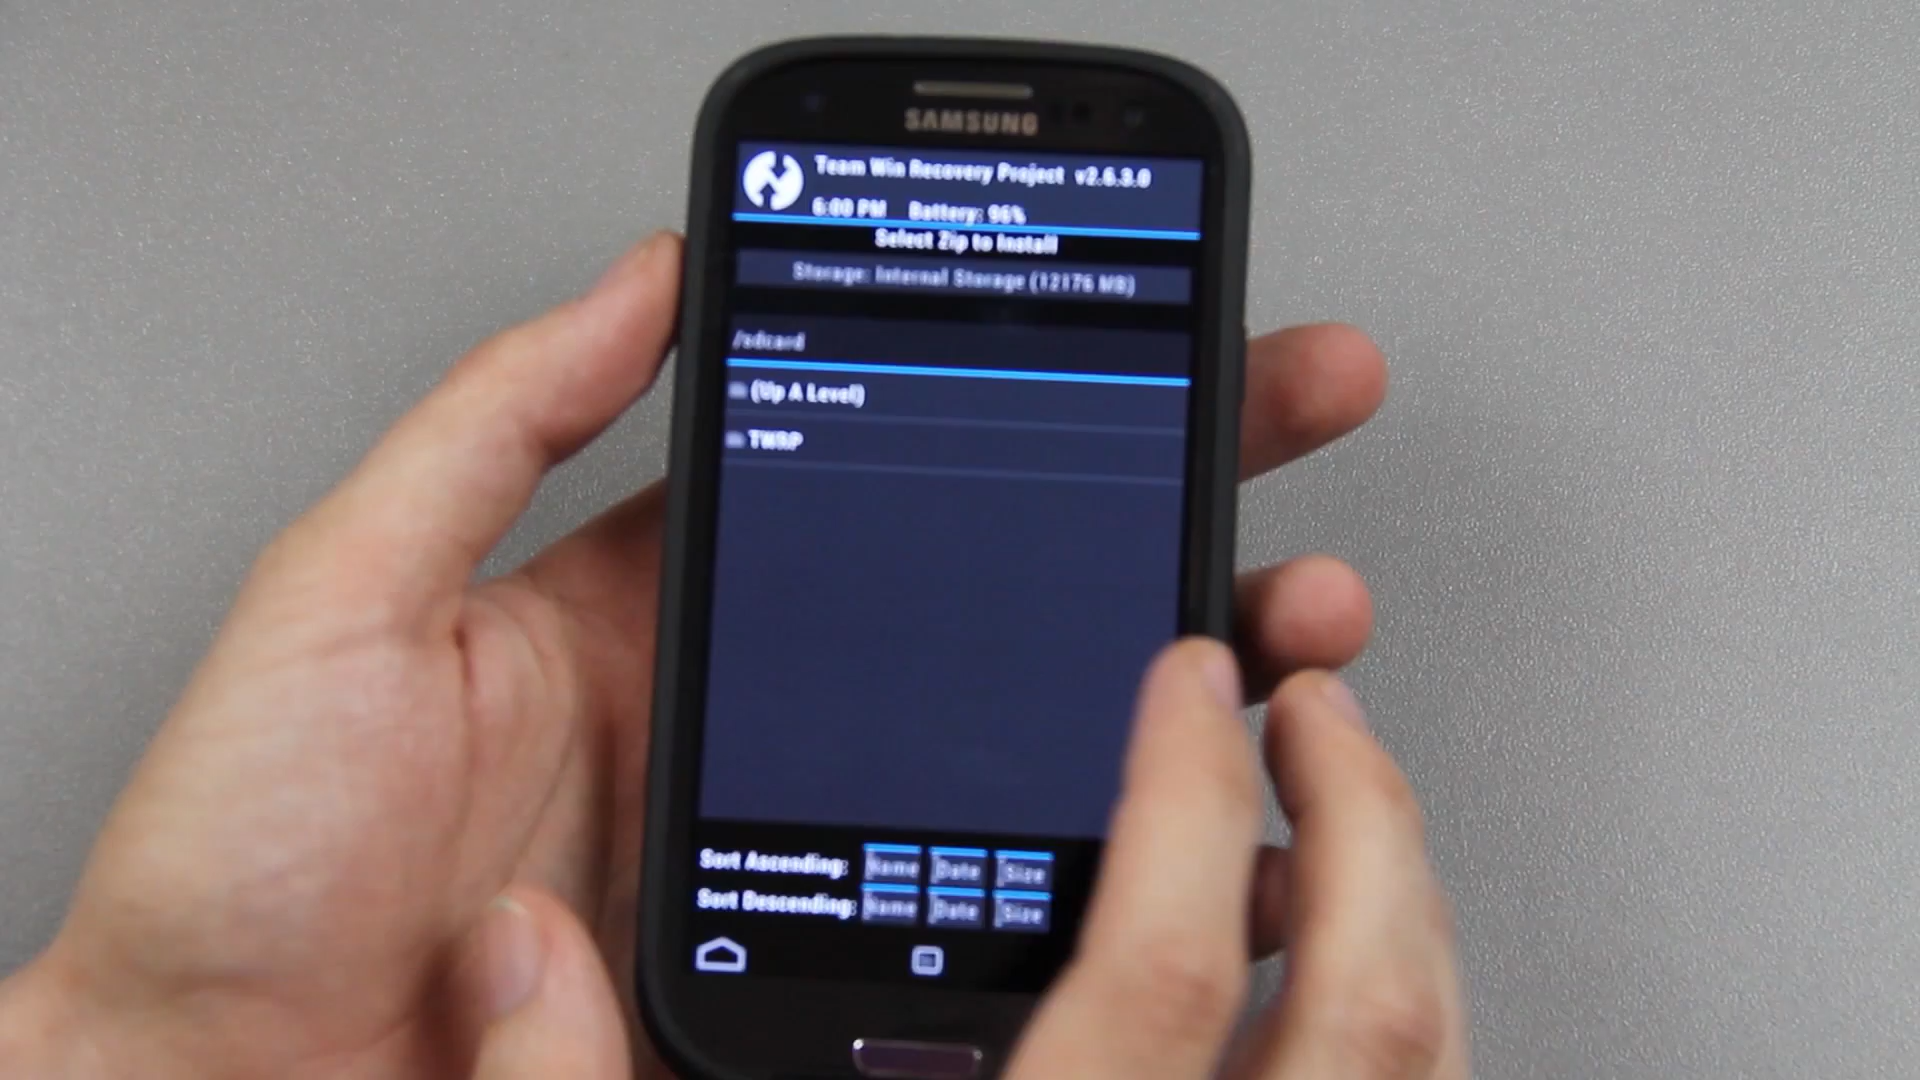 SAMSUNG
Team Win Recovery Project v2.6.3.0
6:00 PM Battery: 96%
Select Zip to Install
Storage: Internal Storage (12176 MB)
/sdcard
(Up A Level)
TWRP
Sort Ascending: Name Date Size
Sort Descending: Name Date Size